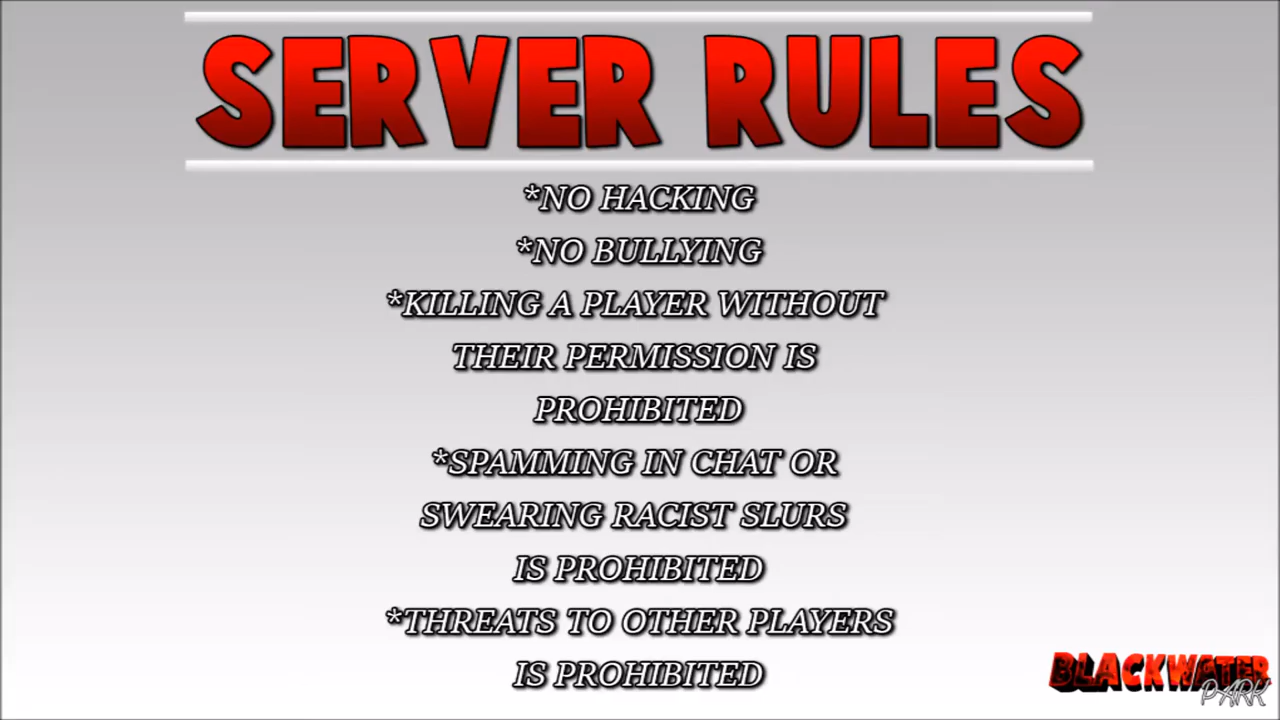 SERVER RULES
*NO HACKING
*NO BULLYING
*KILLING A PLAYER WITHOUT
THEIR PERMISSION IS
PROHIBITED
*SPAMMING IN CHAT OR
SWEARING RACIST SLURS
IS PROHIBITED
*THREATS TO OTHER PLAYERS
IS PROHIBITED
BLACKWATER
PARK